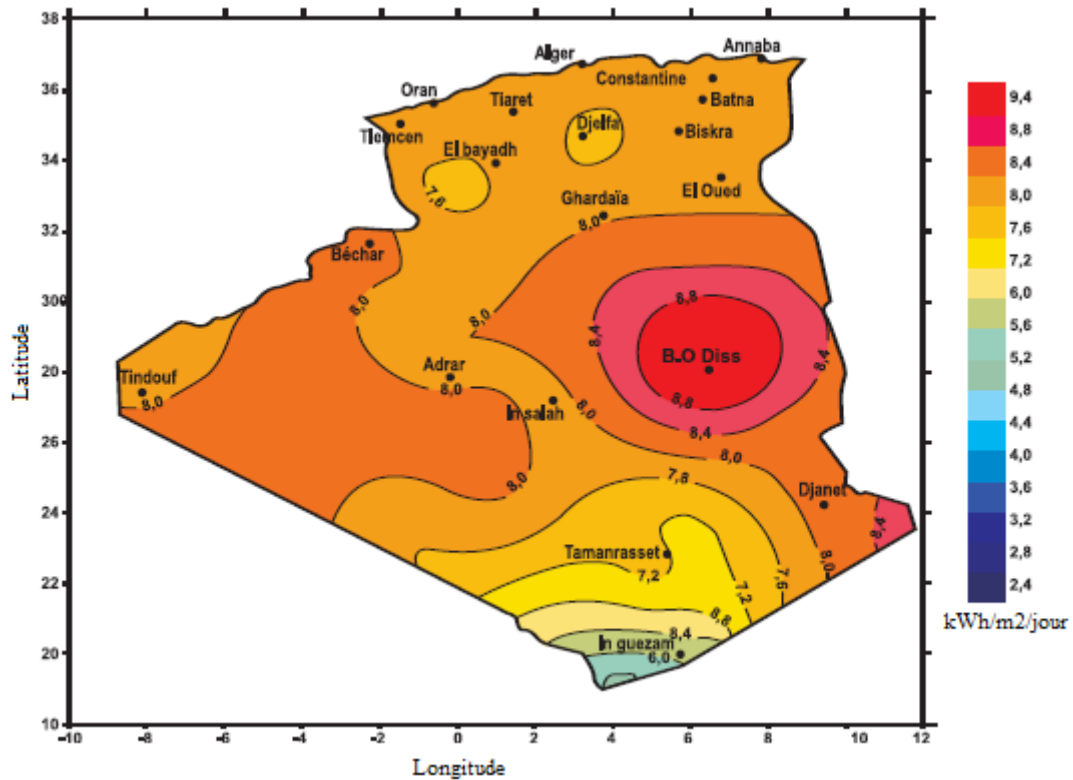 38
36
34
32
300
20
26
24
22
20
10
Latitude
-10
-8
-6
-4
-2
0
2
4
6
8
10
12
Longitude
Alger
Annaba
Constantine
Oran
Tiaret
Batna
Tlemcen
Djelfa
Biskra
El bayadh
7,6
El Oued
Ghardaïa
8,0
Béchar
8,0
8,0
8,8
8,4
8,4
B-O Diss
Adrar
8,0
Tindouf
8,0
In salah
8,0
8,8
8,4
8,0
7,8
8,0
Djanet
8,4
Tamanrasset
7,2
8,0
7,6
7,2
8,8
8,4
In guezam
6,0
9,4
8,8
8,4
8,0
7,6
7,2
6,0
5,6
5,2
4,8
4,4
4,0
3,6
3,2
2,8
2,4
kWh/m2/jour